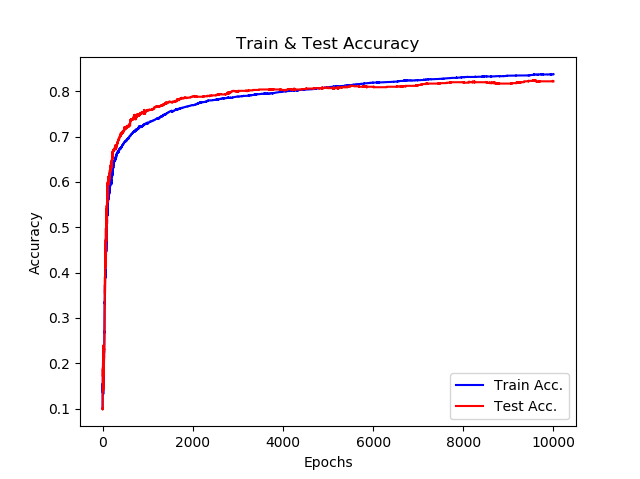 Train & Test Accuracy
Accuracy
0.8
0.7
0.6
0.5
0.4
0.3
0.2
0.1
0 2000 4000 6000 8000 10000
Epochs
Train Acc.
Test Acc.